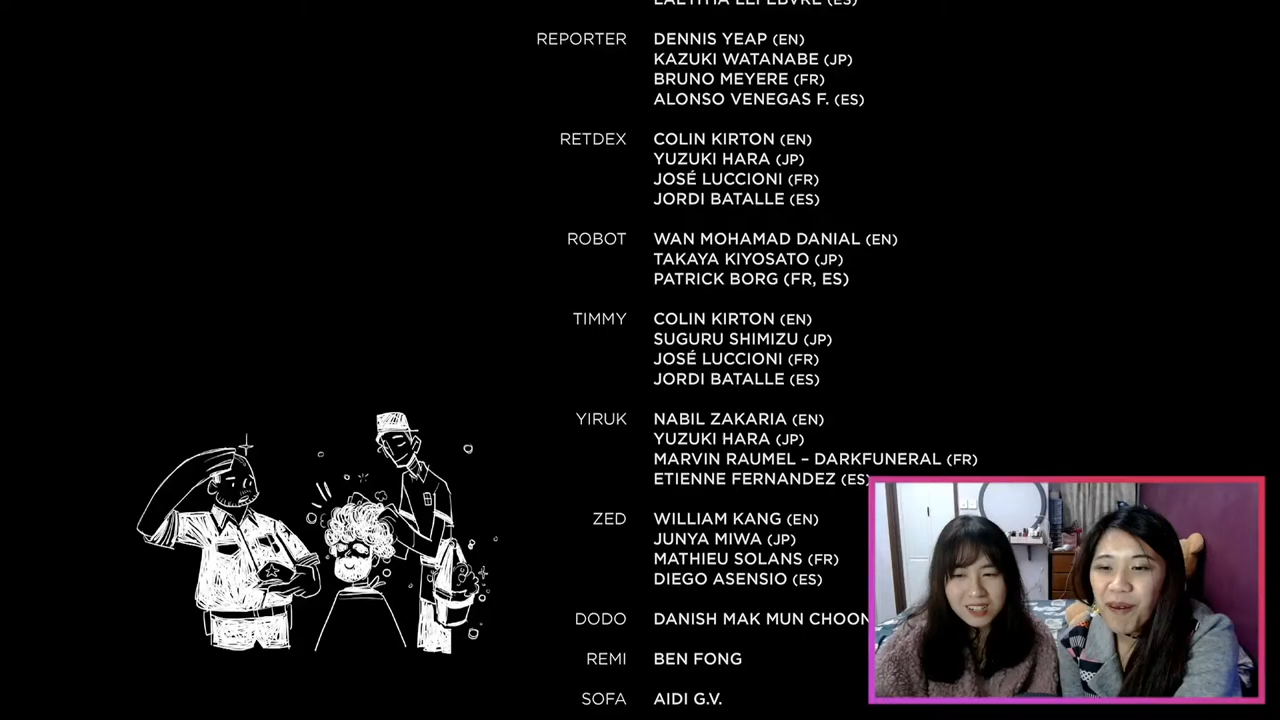 LAETITIA LEFEBVRE (ES)
REPORTER DENNIS YEAP (EN)
KAZUKI WATANABE (JP)
BRUNO MEYERE (FR)
ALONSO VENEGAS F. (ES)
RETDEX COLIN KIRTON (EN)
YUZUKI HARA (JP)
JOSÉ LUCCIONI (FR)
JORDI BATALLE (ES)
ROBOT WAN MOHAMAD DANIAL (EN)
TAKAYA KIYOSATO (JP)
PATRICK BORG (FR, ES)
TIMMY COLIN KIRTON (EN)
SUGURU SHIMIZU (JP)
JOSÉ LUCCIONI (FR)
JORDI BATALLE (ES)
YIRUK NABIL ZAKARIA (EN)
YUZUKI HARA (JP)
MARVIN RAUMEL – DARKFUNERAL (FR)
ETIENNE FERNANDEZ (ES)
ZED WILLIAM KANG (EN)
JUNYA MIWA (JP)
MATHIEU SOLANS (FR)
DIEGO ASENSIO (ES)
DODO DANISH MAK MUN CHOON
REMI BEN FONG
SOFA AIDI G.V.